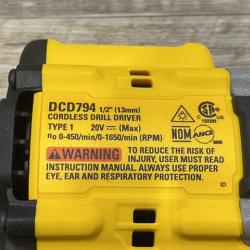 DCD794 1/2" (13mm)
CORDLESS DRILL DRIVER
TYPE 1 20V ⎓ (Max)
n₀ 0-450/min/0-1650/min (RPM)
NOM ANCE
WARNING TO REDUCE THE RISK OF
INJURY, USER MUST READ
INSTRUCTION MANUAL. ALWAYS USE PROPER
EYE, EAR AND RESPIRATORY PROTECTION.